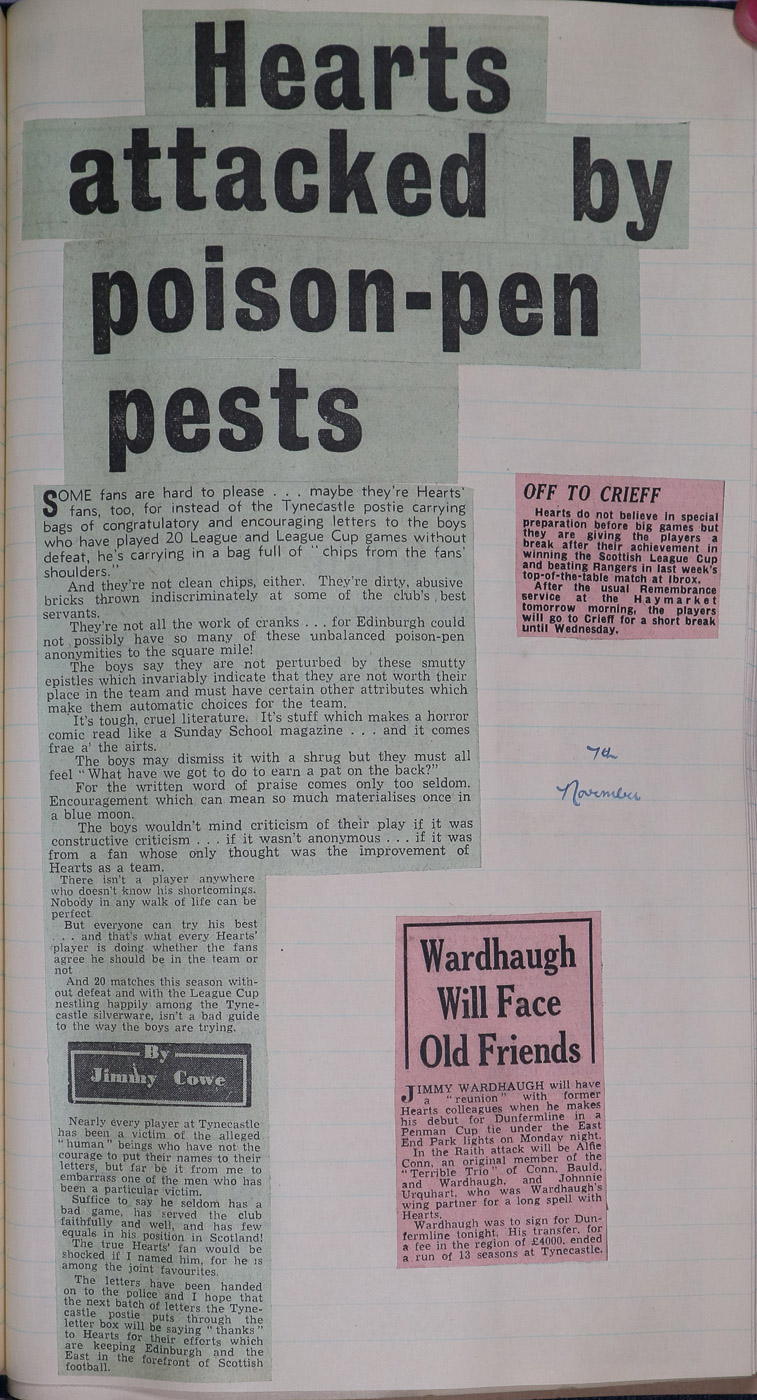 Hearts
attacked by
poison-pen
pests
SOME fans are hard to please . . . maybe they're Hearts'
fans, too, for instead of the Tynecastle postie carrying
bags of congratulatory and encouraging letters to the boys
who have played 20 League and League Cup games without
defeat, he's carrying in a bag full of "chips from the fans'
shoulders."
And they're not clean chips, either. They're dirty, abusive
bricks thrown indiscriminately at some of the club's best
servants.
They're not all the work of cranks . . . for Edinburgh could
not possibly have so many of these unbalanced poison-pen
anonymities to the square mile!
The boys say they are not perturbed by these smutty
epistles which invariably indicate that they are not worth their
place in the team and must have certain other attributes which
make them automatic choices for the team.
It's tough, cruel literature. It's stuff which makes a horror
comic read like a Sunday School magazine . . . and it comes
frae a' the airts.
The boys may dismiss it with a shrug but they must all
feel "What have we got to do to earn a pat on the back?"
For the written word of praise comes only too seldom.
Encouragement which can mean so much materialises once in
a blue moon.
The boys wouldn't mind criticism of their play if it was
constructive criticism . . . if it wasn't anonymous . . . if it was
from a fan whose only thought was the improvement of
Hearts as a team.
There isn't a player anywhere
who doesn't know his shortcomings.
Nobody in any walk of life can be
perfect
But everyone can try his best
. . . and that's what every Hearts'
player is doing whether the fans
agree he should be in the team or
not
And 20 matches this season with-
out defeat and with the League Cup
nestling happily among the Tyne-
castle silverware, isn't a bad guide
to the way the boys are trying.
By
Jimmy Cowe
Nearly every player at Tynecastle
has been a victim of the alleged
"human" beings who have not the
courage to put their names to their
letters, but far be it from me to
embarrass one of the men who has
been a particular victim.
Suffice to say he seldom has a
bad game, has served the club
faithfully and well, and has few
equals in his position in Scotland!
The true Hearts' fan would be
shocked if I named him, for he is
among the joint favourites.
The letters have been handed
on to the police and I hope that
the next batch of letters the Tyne-
castle postie puts through the
letter box will be saying "thanks"
to Hearts for their efforts which
are keeping Edinburgh and the
East in the forefront of Scottish
football.
OFF TO CRIEFF
Hearts do not believe in special
preparation before big games but
they are giving the players a
break after their achievement in
winning the Scottish League Cup
and beating Rangers in last week's
top-of-the-table match at Ibrox.
After the usual Remembrance
service at the Haymarket
tomorrow morning, the players
will go to Crieff for a short break
until Wednesday.
7th
November
Wardhaugh
Will Face
Old Friends
JIMMY WARDHAUGH will have
a "reunion" with former
Hearts colleagues when he makes
his debut for Dunfermline in a
Penman Cup tie under the East
End Park lights on Monday night.
In the Raith attack will be Alfie
Conn, an original member of the
"Terrible Trio" of Conn, Bauld,
and Wardhaugh, and Johnnie
Urquhart, who was Wardhaugh's
wing partner for a long spell with
Hearts.
Wardhaugh was to sign for Dun-
fermline tonight. His transfer, for
a fee in the region of £4000, ended
a run of 13 seasons at Tynecastle.